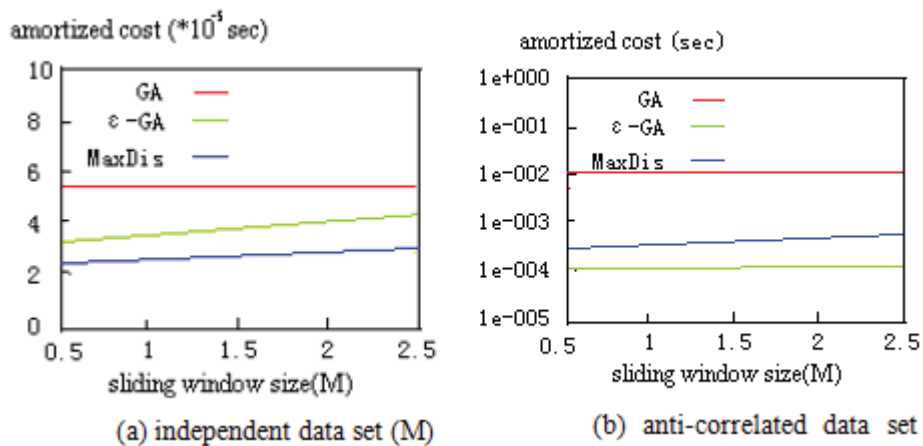 amortized cost (*10⁻⁵ sec)
10
8
6
4
2
0
GA
ε-GA
MaxDis
0.5 1 1.5 2 2.5
sliding window size(M)
(a) independent data set (M)
amortized cost (sec)
1e+000
1e-001
1e-002
1e-003
1e-004
1e-005
GA
ε-GA
MaxDis
0.5 1 1.5 2 2.5
sliding window size(M)
(b) anti-correlated data set